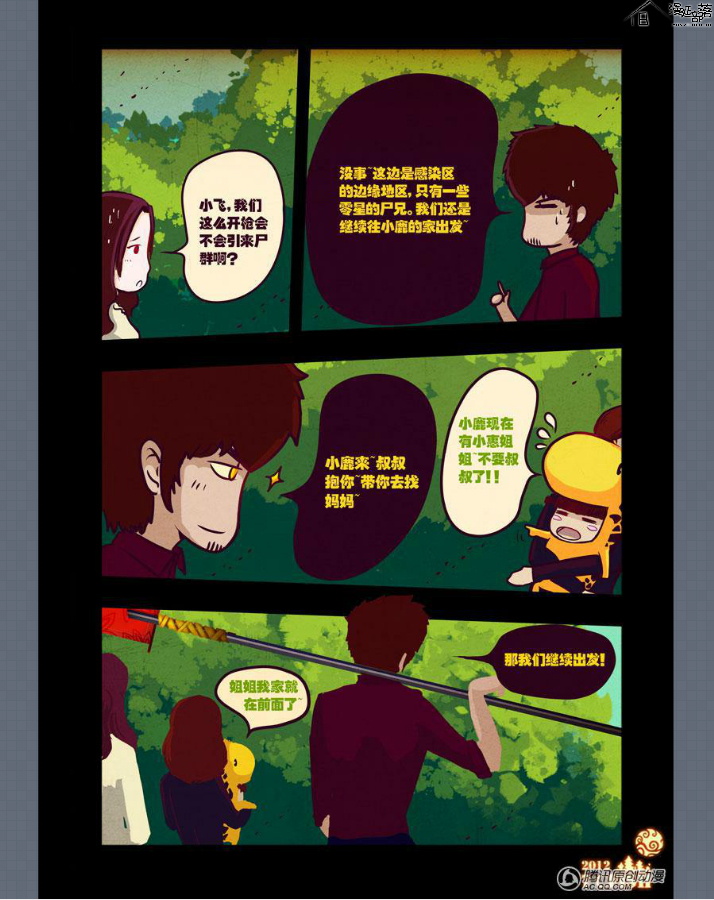 漫画部落
小飞，我们
这么开枪会
不会引来尸
群啊？
没事~这边是感染区
的边缘地区，只有一些
零星的尸兄。我们还是
继续往小鹿的家出发~
小鹿来~叔叔
抱你~带你去找
妈妈~
小鹿现在
有小惠姐
姐~不要叔
叔了！！
那我们继续出发！
姐姐我家就
在前面了~
2012
腾讯原创动漫
AC.QQ.COM